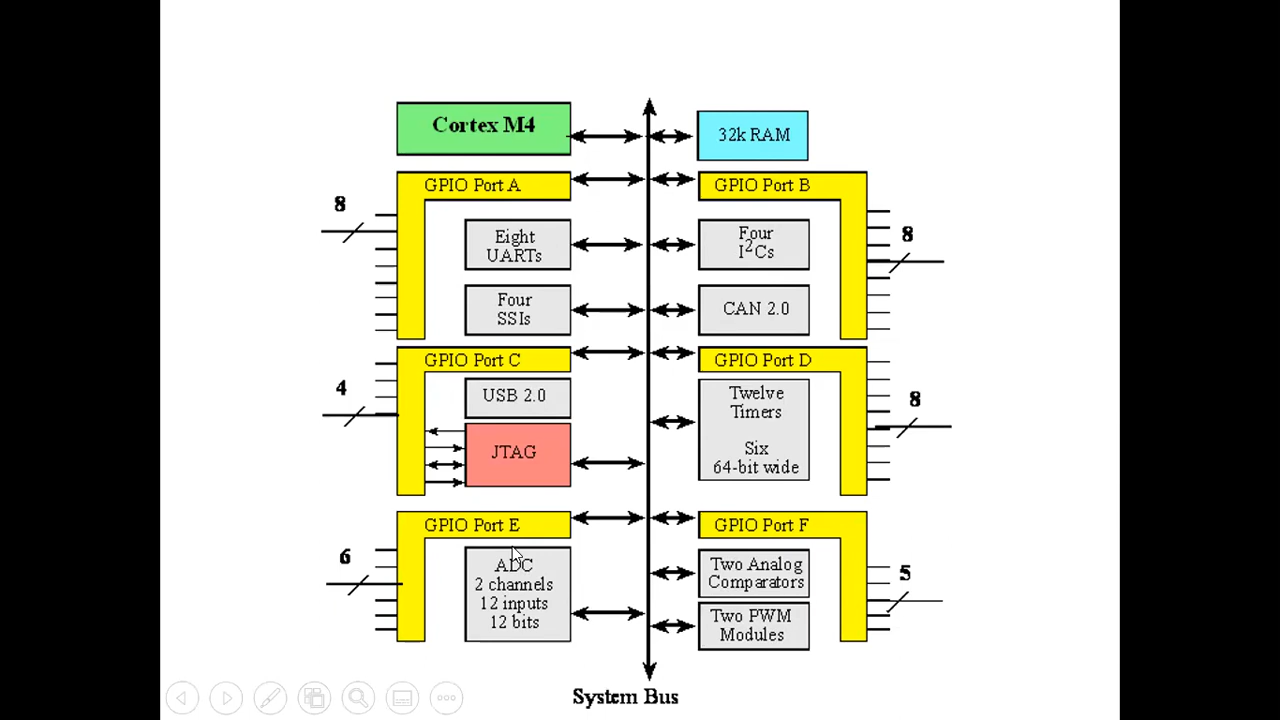 Cortex M4
32k RAM
GPIO Port A
GPIO Port B
8
Eight
UARTs
Four
I²Cs
8
Four
SSIs
CAN 2.0
GPIO Port C
GPIO Port D
4
USB 2.0
JTAG
Twelve
Timers
Six
64-bit wide
8
GPIO Port E
GPIO Port F
6
ADC
2 channels
12 inputs
12 bits
Two Analog
Comparators
5
Two PWM
Modules
System Bus